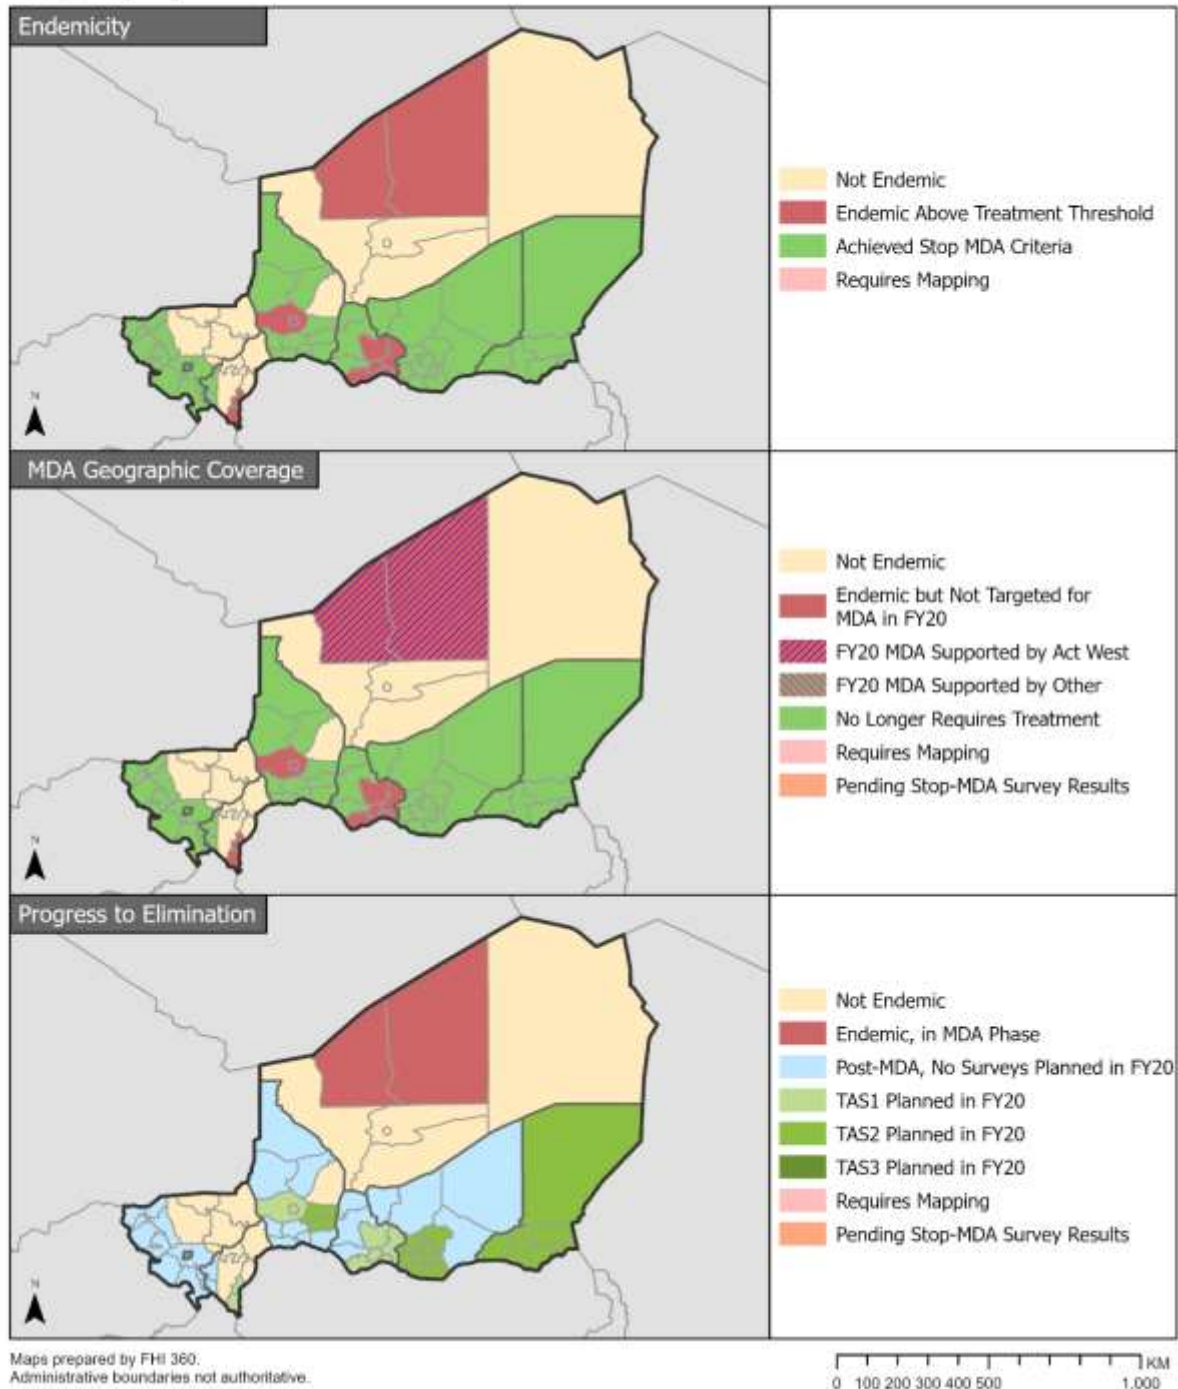 Endemicity
Not Endemic
Endemic Above Treatment Threshold
Achieved Stop MDA Criteria
Requires Mapping
N
MDA Geographic Coverage
Not Endemic
Endemic but Not Targeted for
MDA in FY20
FY20 MDA Supported by Act West
FY20 MDA Supported by Other
No Longer Requires Treatment
Requires Mapping
Pending Stop-MDA Survey Results
N
Progress to Elimination
Not Endemic
Endemic, in MDA Phase
Post-MDA, No Surveys Planned in FY20
TAS1 Planned in FY20
TAS2 Planned in FY20
TAS3 Planned in FY20
Requires Mapping
Pending Stop-MDA Survey Results
N
Maps prepared by FHI 360.
Administrative boundaries not authoritative.
KM
0 100 200 300 400 500 1,000